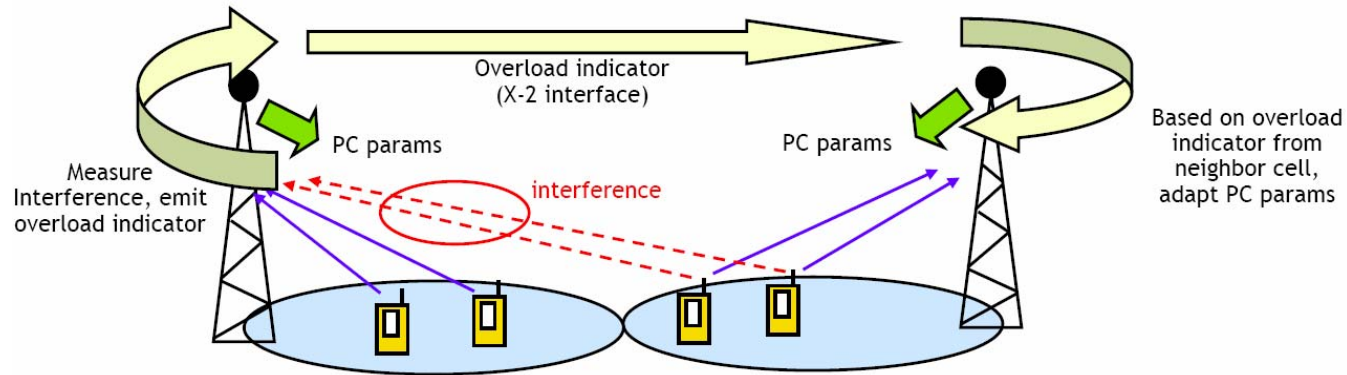 Overload indicator
(X-2 interface)
PC params
PC params
Measure
Interference, emit
overload indicator
interference
Based on overload
indicator from
neighbor cell,
adapt PC params